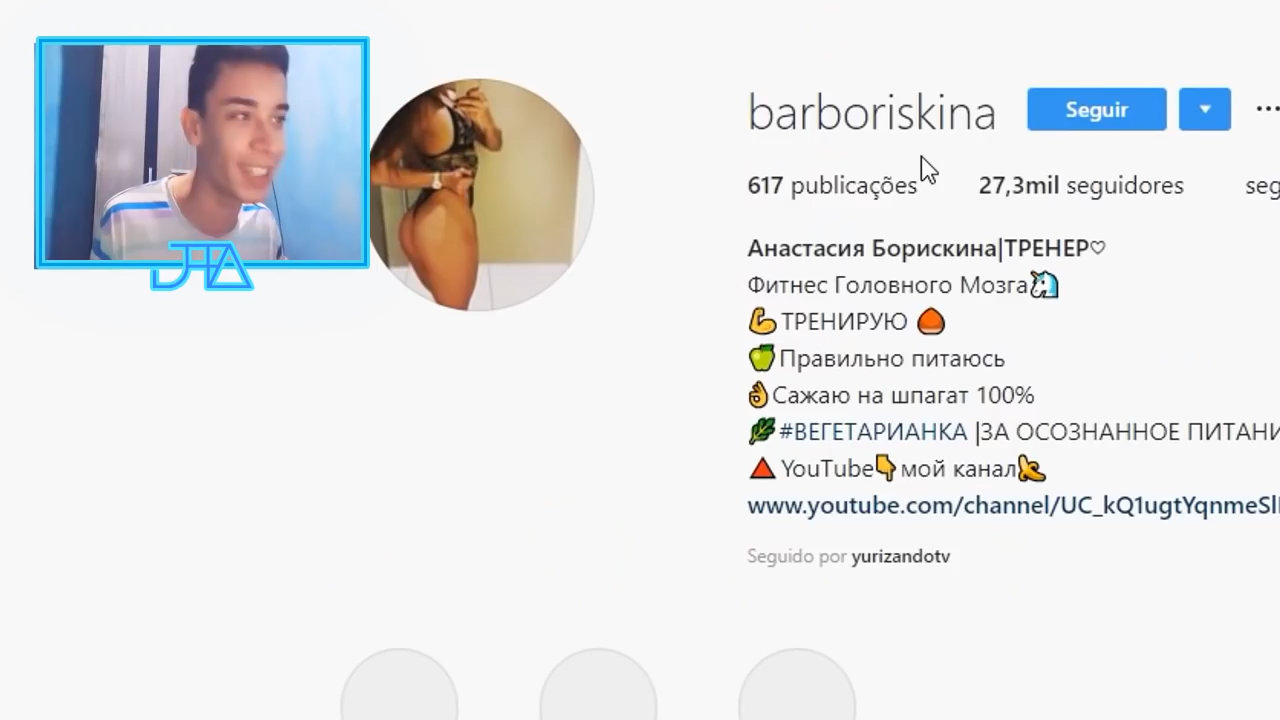 barboriskina
Seguir
617 publicações 27,3mil seguidores seg
Анастасия Борискина|ТРЕНЕР♡
Фитнес Головного Мозга🦄
💪ТРЕНИРУЮ 🌰
🍏Правильно питаюсь
👌Сажаю на шпагат 100%
🌿#ВЕГЕТАРИАНКА |ЗА ОСОЗНАННОЕ ПИТАНИ
🔺YouTube👇мой канал💫
www.youtube.com/channel/UC_kQ1ugtYqnmeSl
Seguido por yurizandotv